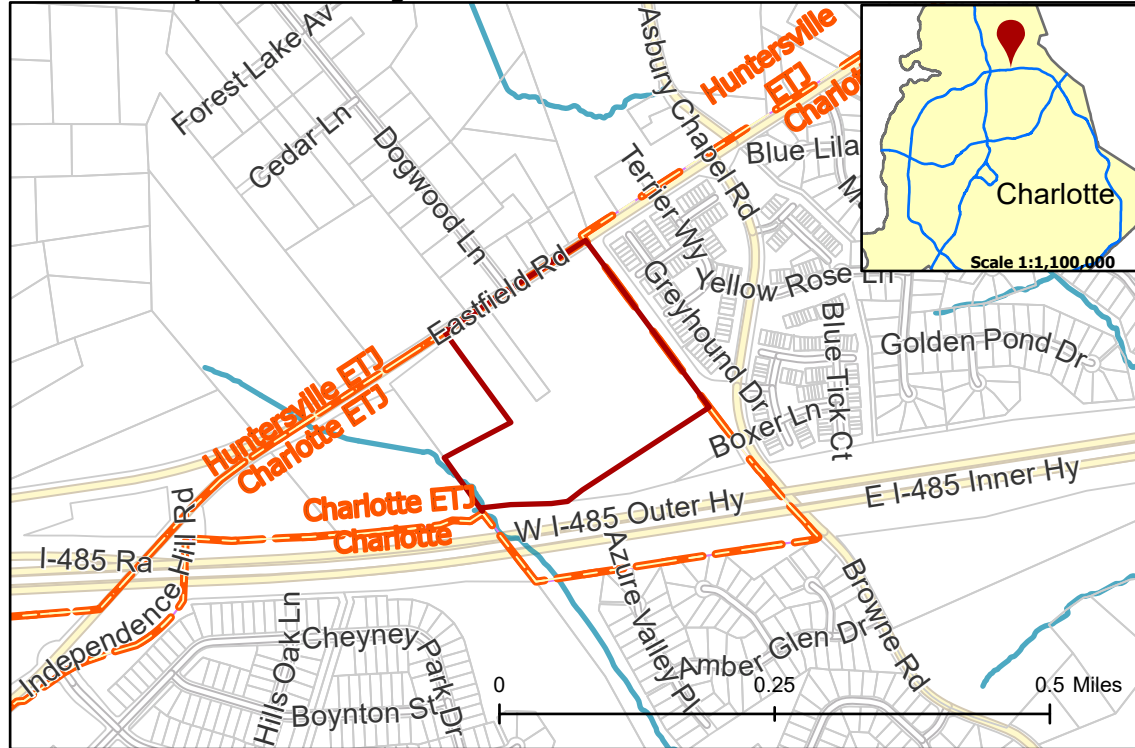 Forest Lake Av
Cedar Ln
Dogwood Ln
Asbury Chapel Rd
Huntersville
ETJ
Charlotte
Blue Lila
Terrier Wy
Yellow Rose Ln
Greyhound Dr
Blue Tick Ct
Golden Pond Dr
Boxer Ln
Eastfield Rd
Huntersville ETJ
Charlotte ETJ
Charlotte ETJ
Charlotte
W I-485 Outer Hy
E I-485 Inner Hy
I-485 Ra
Independence Hill Rd
Hills Oak Ln
Cheyney
Park Dr
Boynton St
Azure Valley Pl
Amber Glen Dr
Browne Rd
0
0.25
0.5 Miles
Charlotte
Scale 1:1,100,000